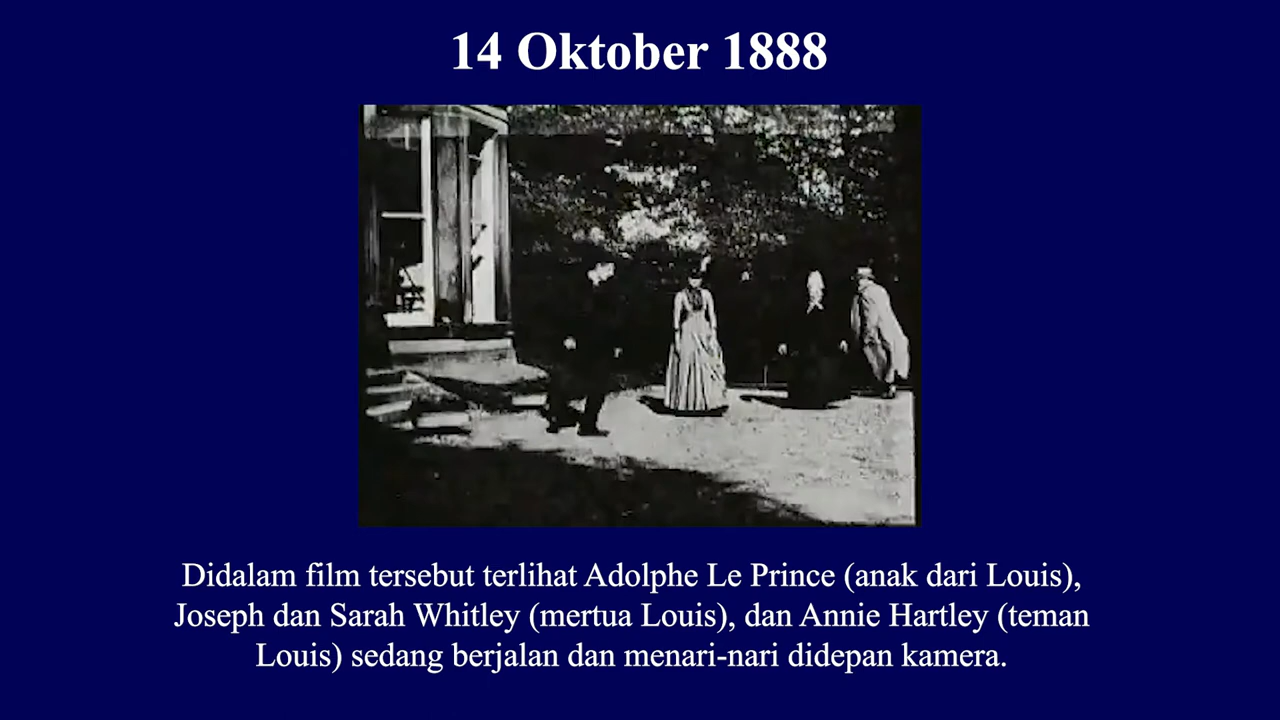 14 Oktober 1888
Didalam film tersebut terlihat Adolphe Le Prince (anak dari Louis),
Joseph dan Sarah Whitley (mertua Louis), dan Annie Hartley (teman
Louis) sedang berjalan dan menari-nari didepan kamera.